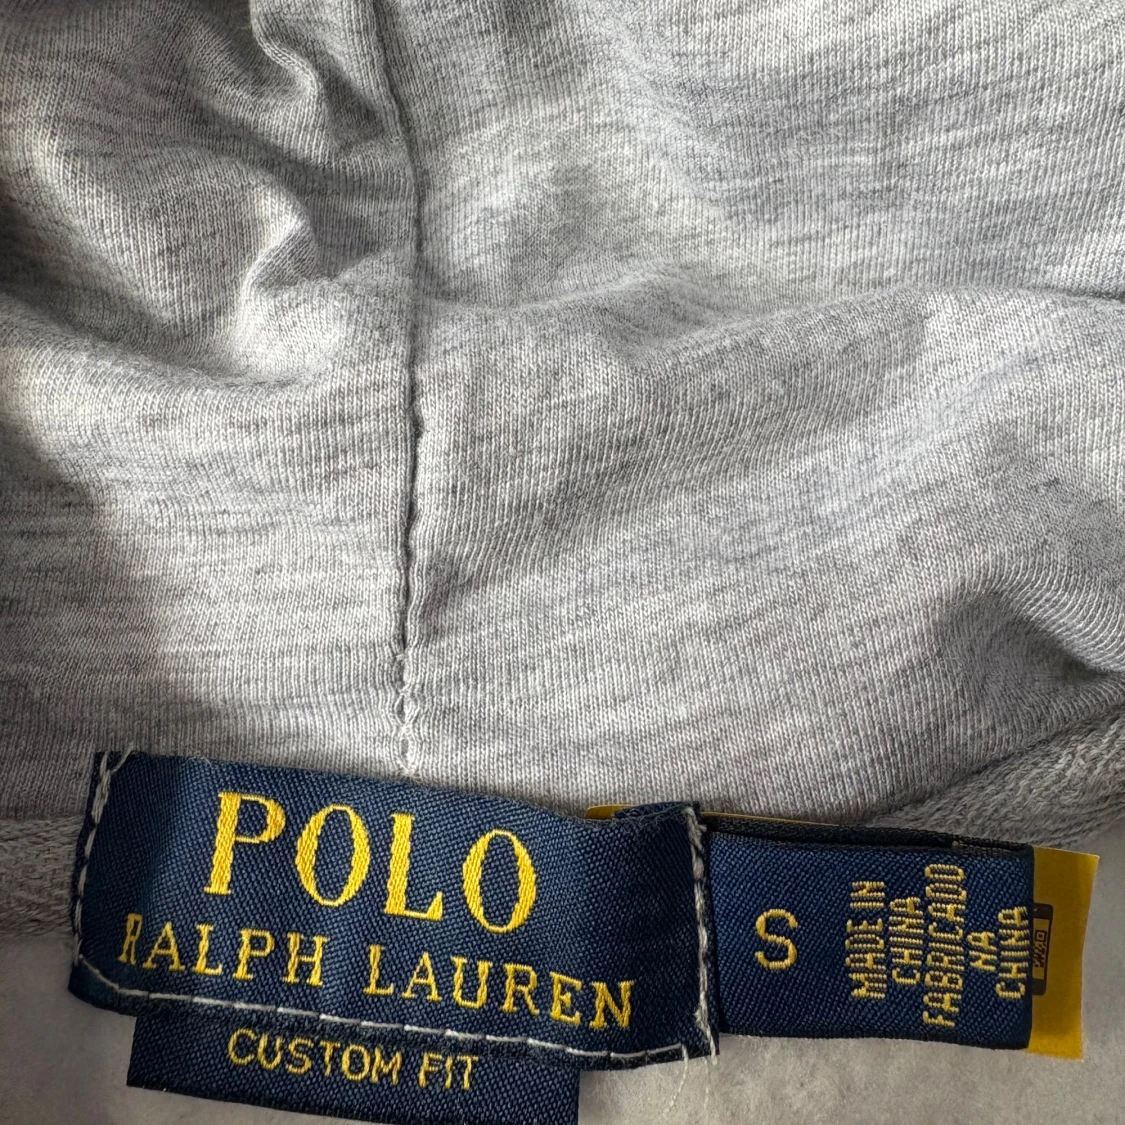 POLO
RALPH LAUREN
CUSTOM FIT
S
MADE IN
CHINA
FABRICADO
NA
CHINA